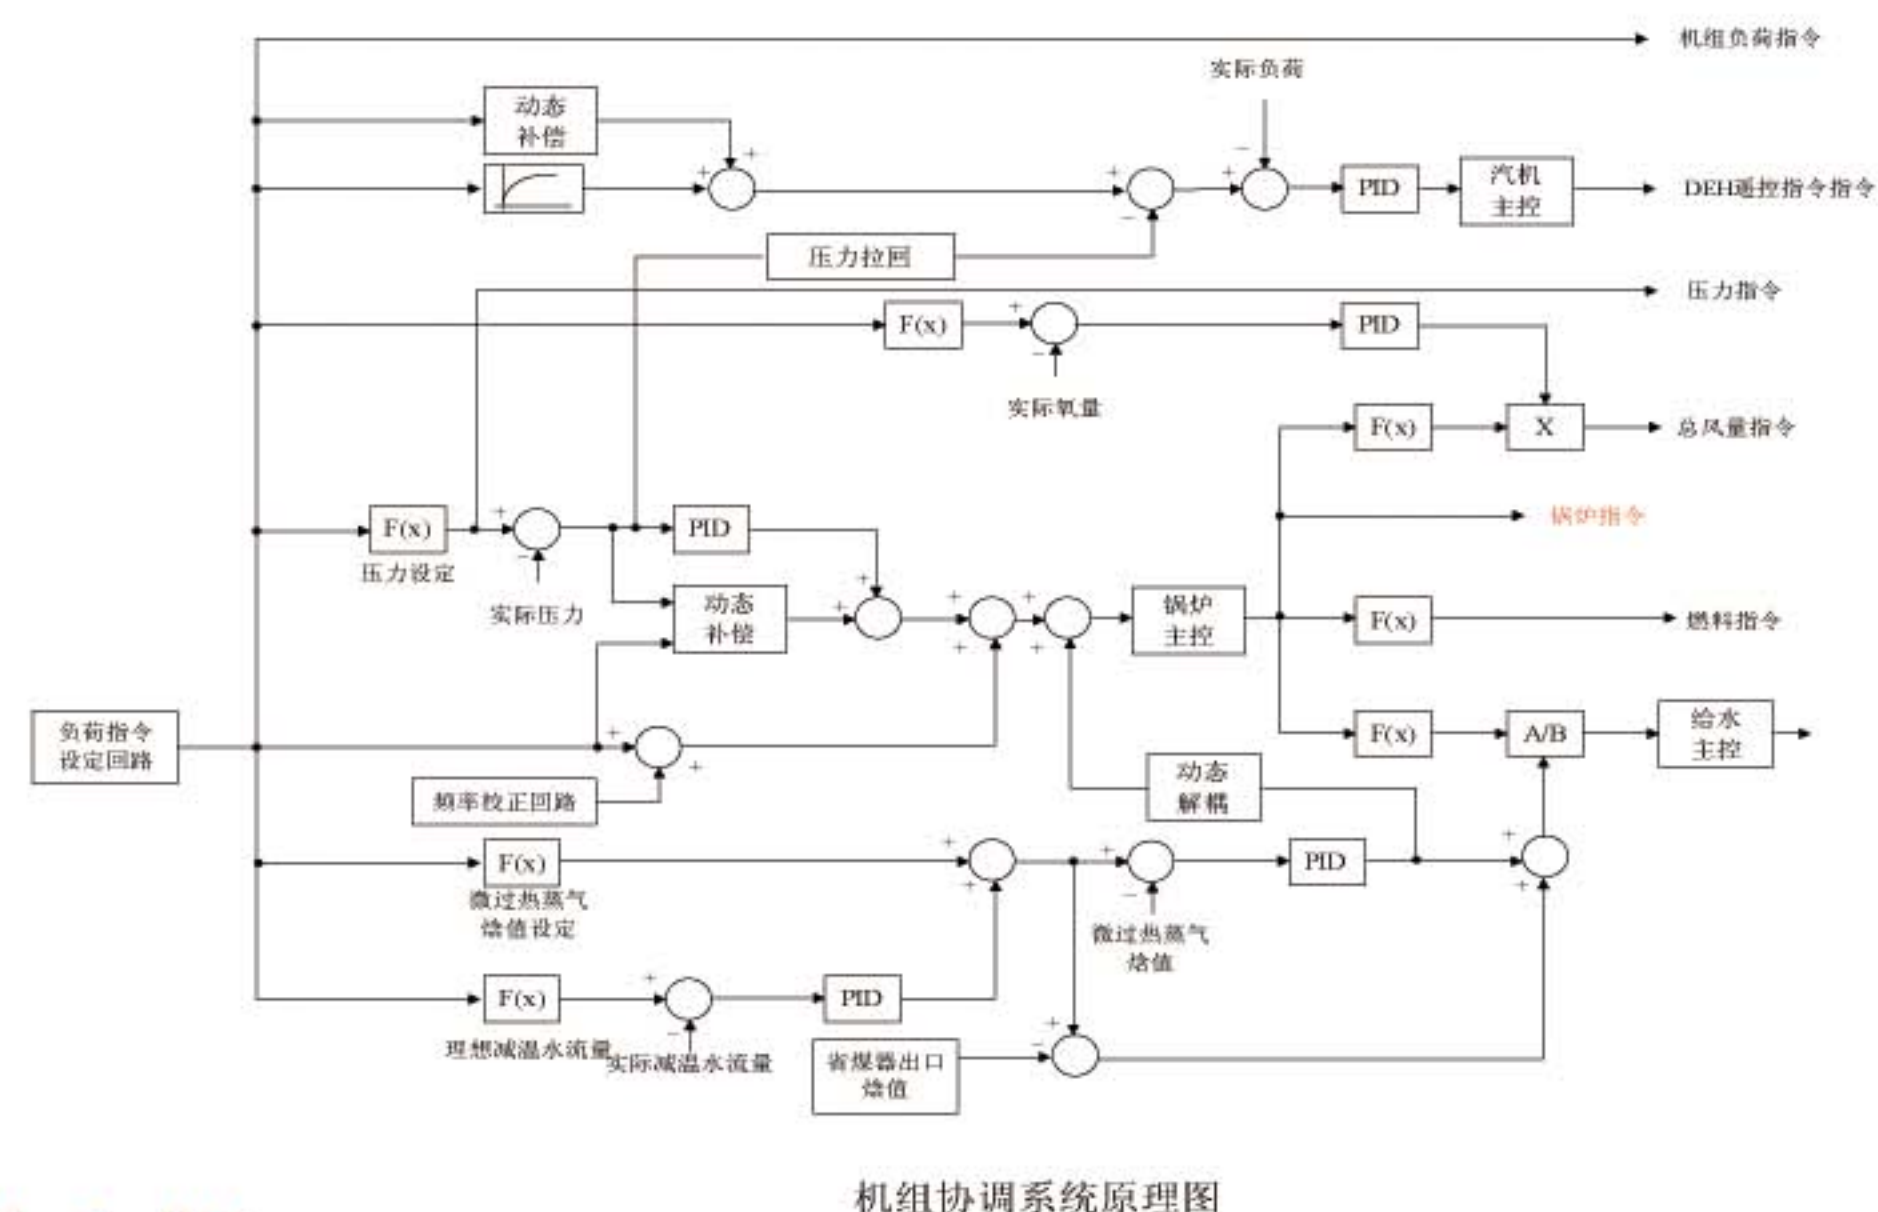 机组负荷指令
实际负荷
动态
补偿
+
+
+
-
+
-
PID
汽机
主控
DEH遥控指令指令
压力拉回
压力指令
F(x)
+
-
PID
实际氧量
F(x)
X
总风量指令
锅炉指令
F(x)
压力设定
+
-
实际压力
PID
动态
补偿
+
+
+
+
+
+
锅炉
主控
F(x)
燃料指令
负荷指令
设定回路
+
+
频率校正回路
F(x)
A/B
给水
主控
动态
解耦
F(x)
微过热蒸气
焓值设定
+
+
+
-
微过热蒸气
焓值
PID
+
+
F(x)
理想减温水流量
+
-
实际减温水流量
PID
省煤器出口
焓值
+
-
机组协调系统原理图